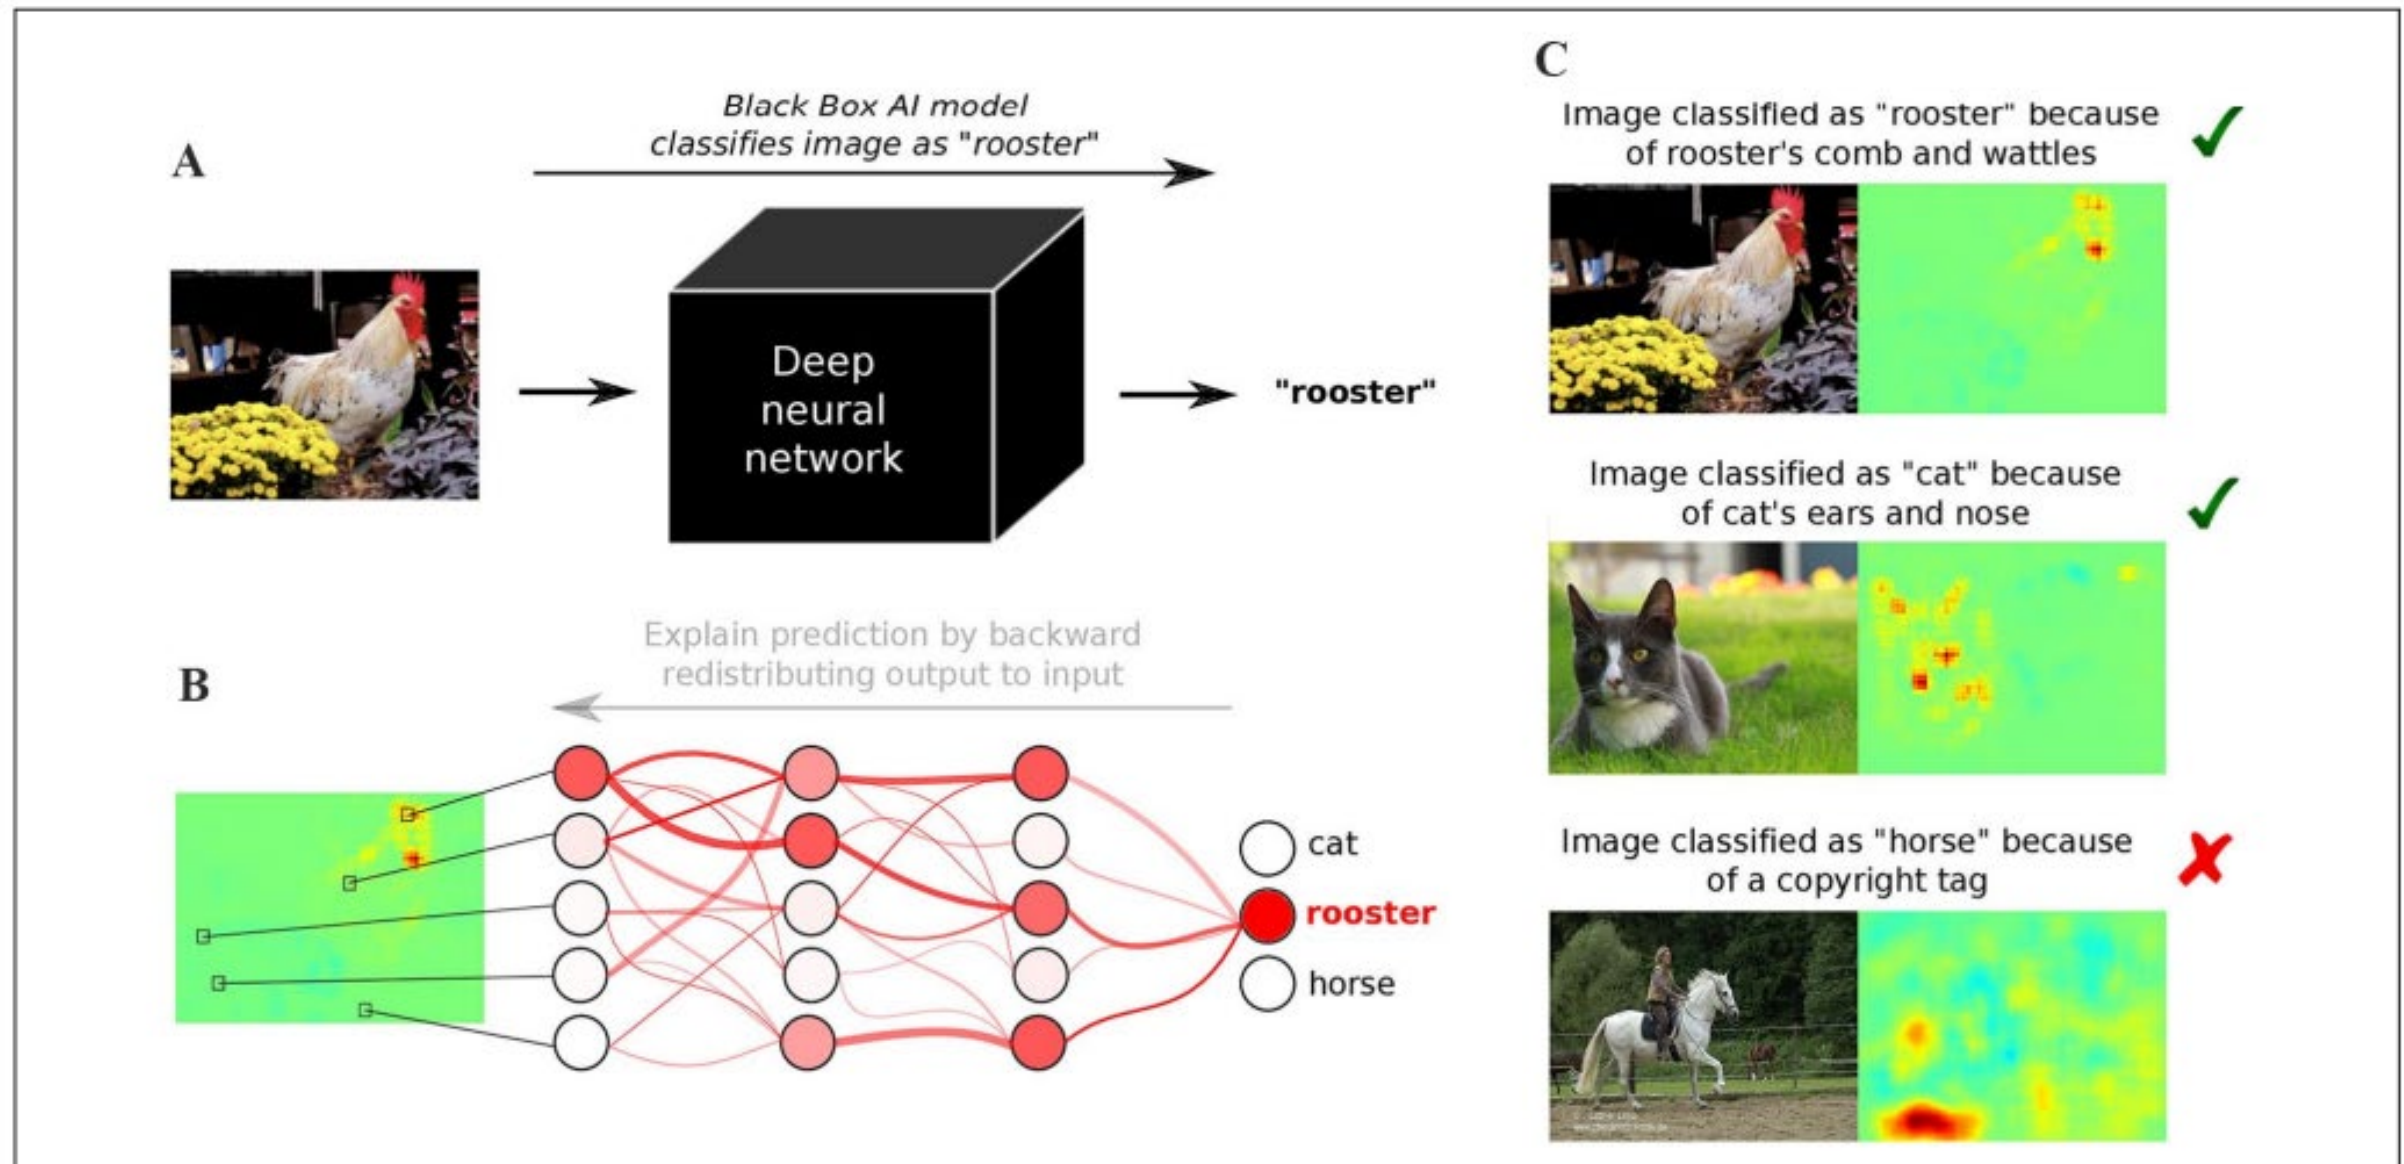 A
Black Box AI model
classifies image as "rooster"
Deep
neural
network
"rooster"
B
Explain prediction by backward
redistributing output to input
cat
rooster
horse
C
Image classified as "rooster" because
of rooster's comb and wattles
Image classified as "cat" because
of cat's ears and nose
Image classified as "horse" because
of a copyright tag